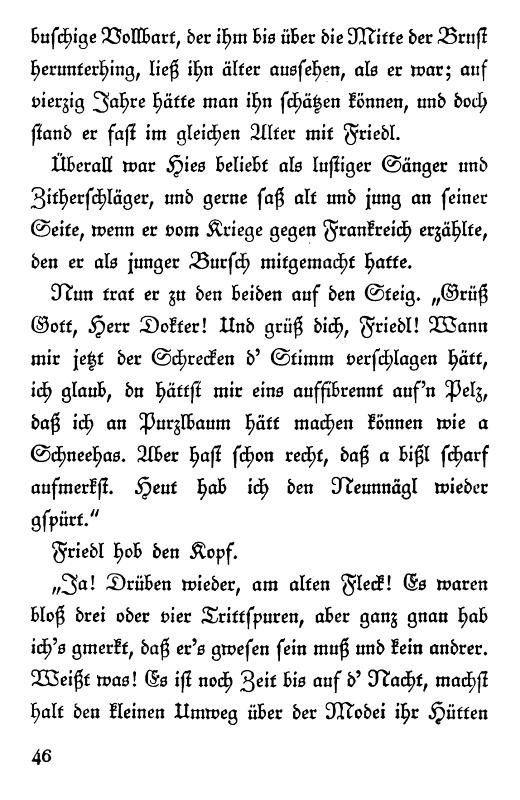 buschige Vollbart, der ihm bis über die Mitte der Brust
herunterhing, ließ ihn älter aussehen, als er war; auf
vierzig Jahre hätte man ihn schätzen können, und doch
stand er fast im gleichen Alter mit Friedl.
Überall war Hies beliebt als lustiger Sänger und
Zitherschläger, und gerne saß alt und jung an seiner
Seite, wenn er vom Kriege gegen Frankreich erzählte,
den er als junger Bursch mitgemacht hatte.
Nun trat er zu den beiden auf den Steig. „Grüß
Gott, Herr Dokter! Und grüß dich, Friedl! Wann
mir jetzt der Schrecken d' Stimm verschlagen hätt,
ich glaub, du hättst mir eins auffibrennt auf'n Pelz,
daß ich an Purzlbaum hätt machen können wie a
Schneehas. Aber hast schon recht, daß a bißl scharf
aufmerkst. Heut hab ich den Neunnägl wieder
gspürt.“
Friedl hob den Kopf.
„Ja! Drüben wieder, am alten Fleck! Es waren
bloß drei oder vier Trittspuren, aber ganz gnau hab
ich's gmerkt, daß er's gwesen sein muß und kein andrer.
Weißt was! Es ist noch Zeit bis auf d' Nacht, machst
halt den kleinen Umweg über der Modei ihr Hütten
46